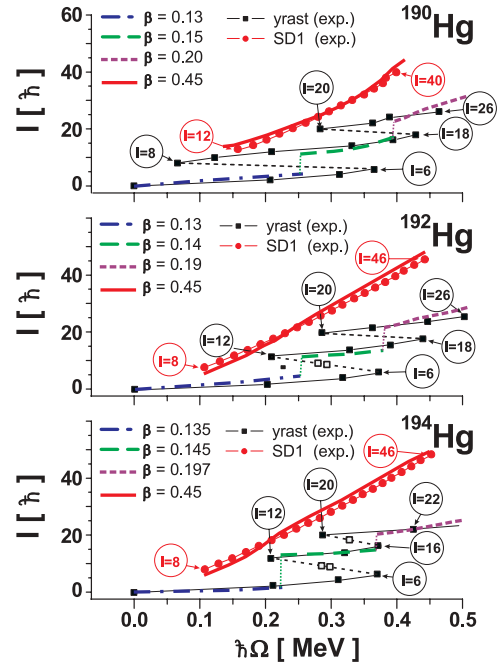 190Hg
β = 0.13
β = 0.15
β = 0.20
β = 0.45
yrast (exp.)
SD1 (exp.)
I=20
I=40
I=12
I=26
I=8
I=18
I=6
I [ ℏ ]
60
40
20
0
192Hg
β = 0.13
β = 0.14
β = 0.19
β = 0.45
yrast (exp.)
SD1 (exp.)
I=46
I=20
I=26
I=12
I=8
I=18
I=6
I [ ℏ ]
40
20
0
194Hg
β = 0.135
β = 0.145
β = 0.197
β = 0.45
yrast (exp.)
SD1 (exp.)
I=46
I=20
I=22
I=12
I=8
I=16
I=6
I [ ℏ ]
60
40
20
0
0.0 0.1 0.2 0.3 0.4 0.5
ℏΩ [ MeV ]